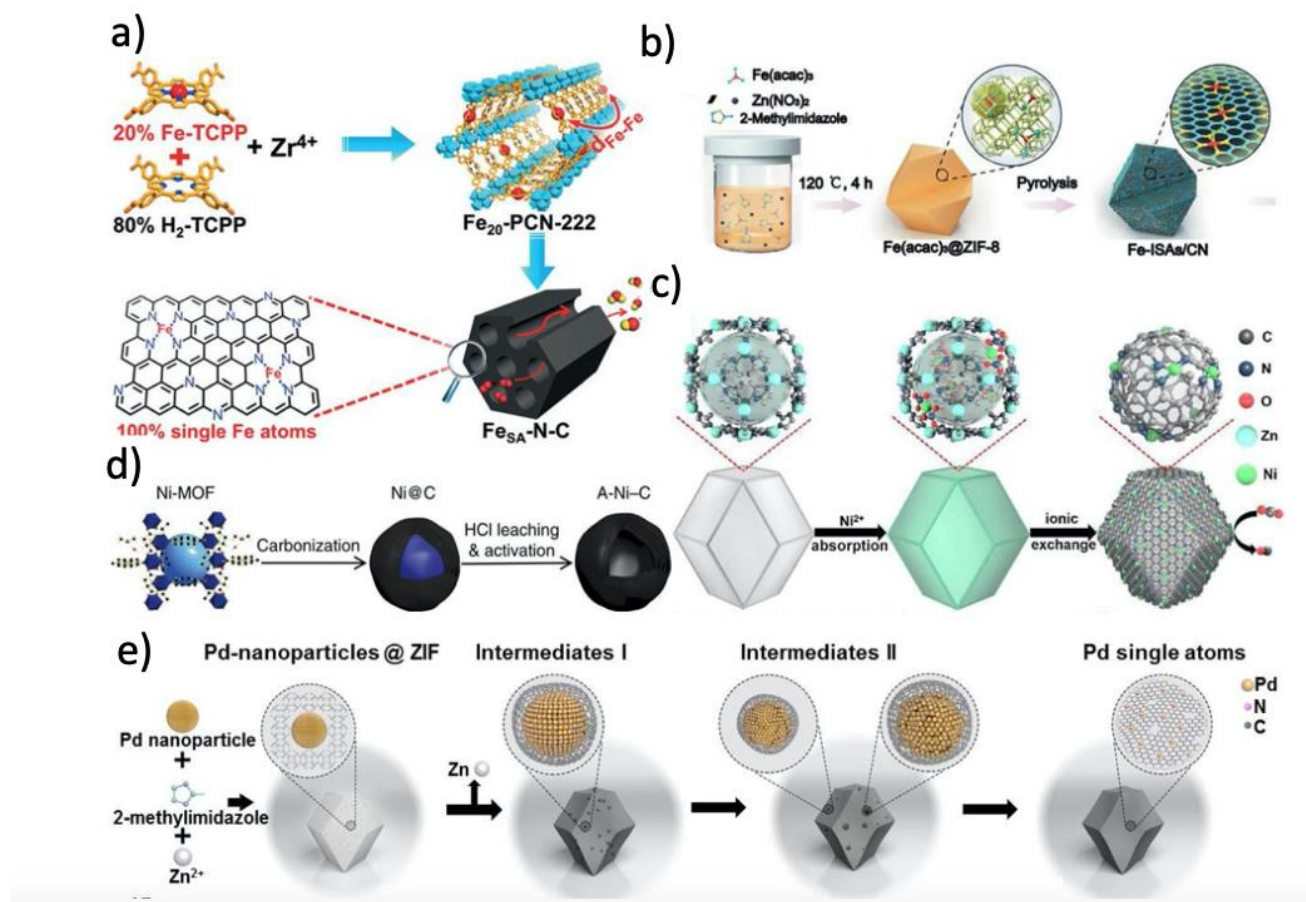 a)
20% Fe-TCPP
+
80% H₂-TCPP
+ Zr⁴⁺
dFe-Fe
Fe₂₀-PCN-222
N
N
N
N
Fe
N
N
N
N
Fe
N
N
N
N
100% single Fe atoms
FeSA-N-C
b)
Fe(acac)₃
Zn(NO₃)₂
2-Methylimidazole
120 ℃, 4 h
Fe(acac)₃@ZIF-8
Pyrolysis
Fe-ISAs/CN
c)
Ni²⁺
absorption
ionic
exchange
C
N
O
Zn
Ni
d)
Ni-MOF
Carbonization
Ni@C
HCl leaching
& activation
A-Ni–C
e)
Pd-nanoparticles @ ZIF
Intermediates I
Intermediates II
Pd single atoms
Pd nanoparticle
+
2-methylimidazole
+
Zn²⁺
Zn
Pd
N
C